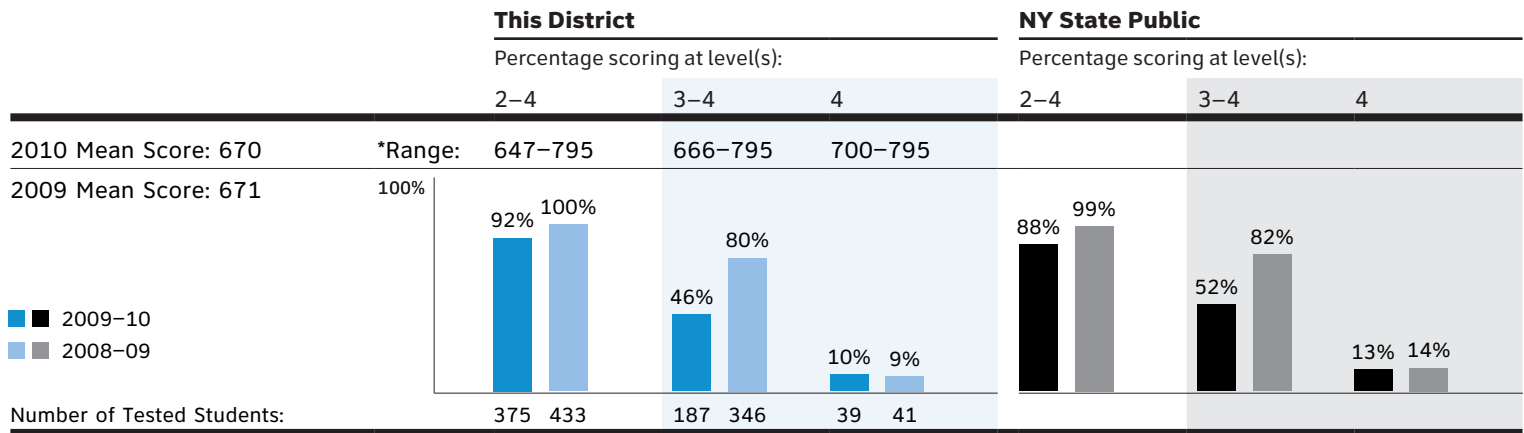 This District
NY State Public
Percentage scoring at level(s):
Percentage scoring at level(s):
2–4 3–4 4 2–4 3–4 4
2010 Mean Score: 670 *Range: 647–795 666–795 700–795
2009 Mean Score: 671
100%
92% 100%
46% 80%
10% 9%
88% 99%
52% 82%
13% 14%
2009–10
2008–09
Number of Tested Students: 375 433 187 346 39 41